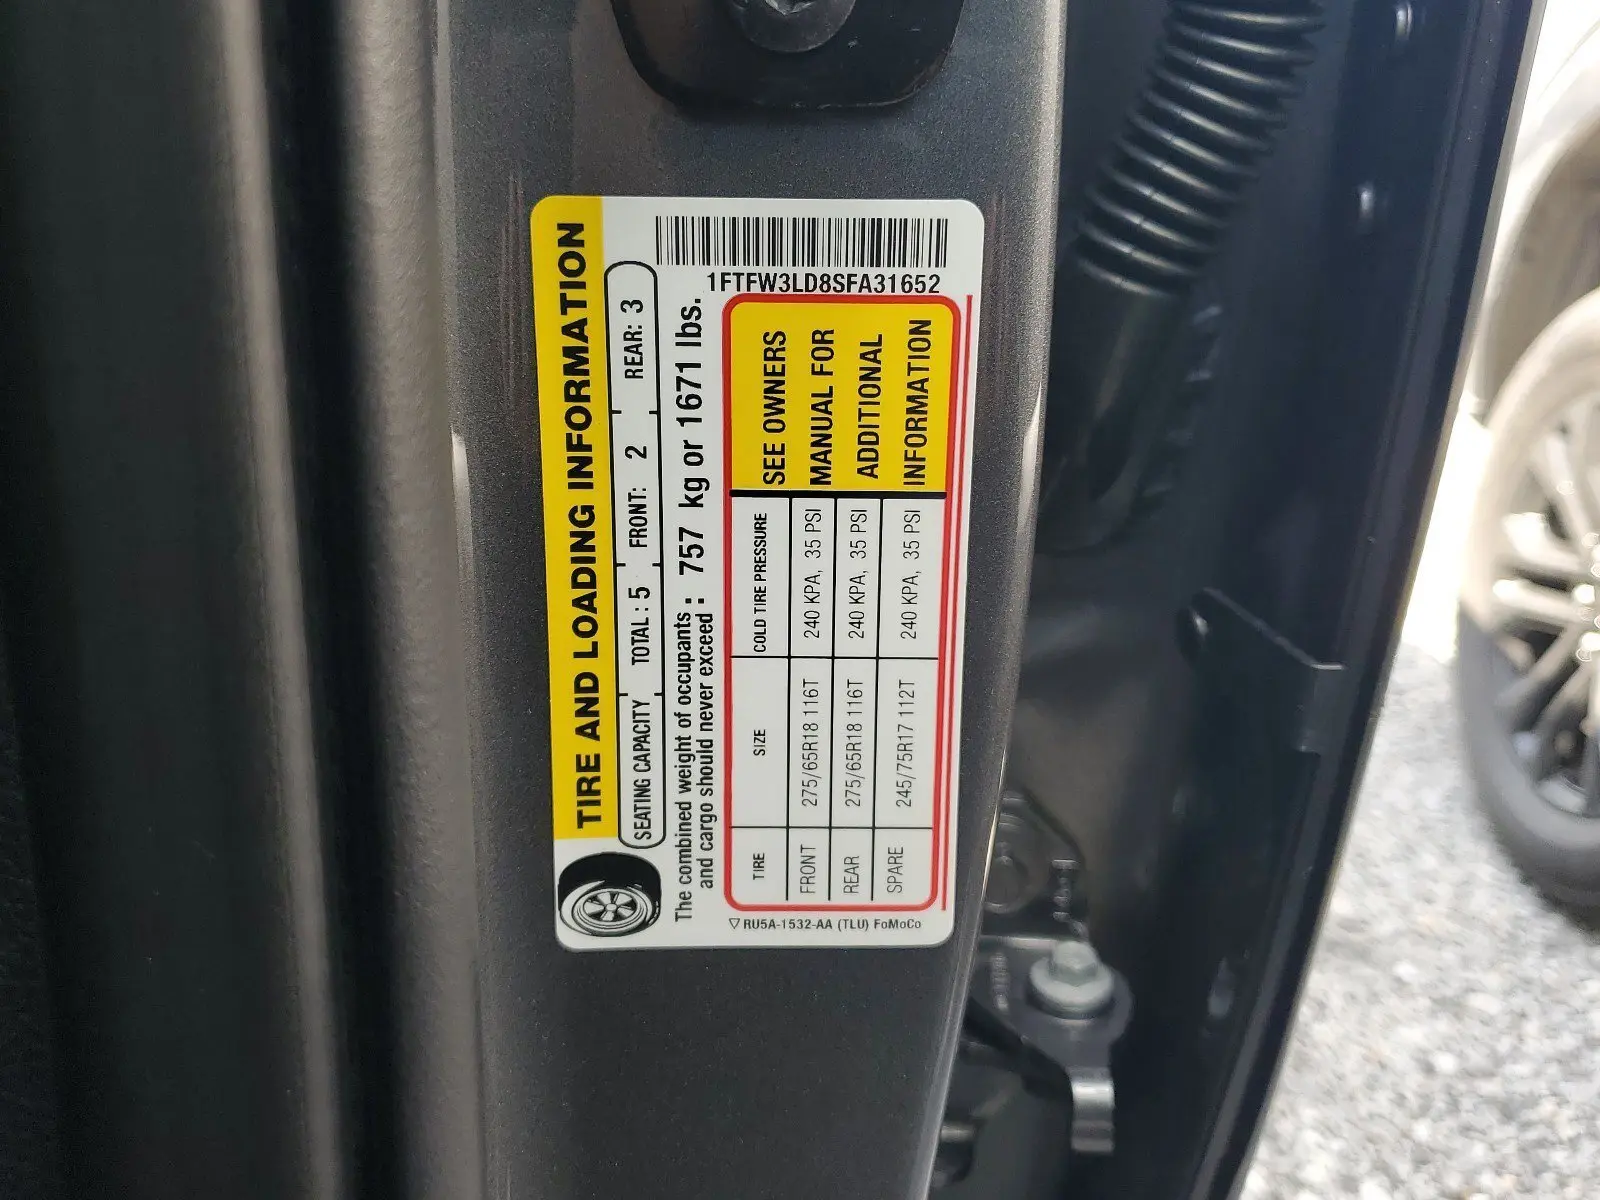 1FTFW3LD8SFA31652
TIRE AND LOADING INFORMATION
SEATING CAPACITY TOTAL : 5 FRONT: 2 REAR: 3
The combined weight of occupants
and cargo should never exceed : 757 kg or 1671 lbs.
TIRE SIZE COLD TIRE PRESSURE
FRONT 275/65R18 116T 240 KPA, 35 PSI
REAR 275/65R18 116T 240 KPA, 35 PSI
SPARE 245/75R17 112T 240 KPA, 35 PSI
SEE OWNERS
MANUAL FOR
ADDITIONAL
INFORMATION
RU5A-1532-AA (TLU) FoMoCo